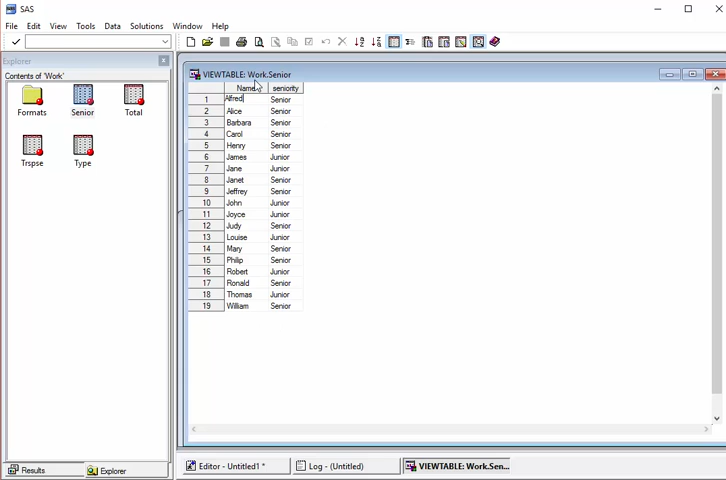 SAS
File Edit View Tools Data Solutions Window Help
Explorer
Contents of 'Work'
Formats Senior Total
Trspse Type
VIEWTABLE: Work.Senior
Name seniority
1 Alfred Senior
2 Alice Senior
3 Barbara Senior
4 Carol Senior
5 Henry Senior
6 James Junior
7 Jane Junior
8 Janet Senior
9 Jeffrey Senior
10 John Junior
11 Joyce Junior
12 Judy Senior
13 Louise Junior
14 Mary Senior
15 Philip Senior
16 Robert Junior
17 Ronald Senior
18 Thomas Junior
19 William Senior
Results Explorer
Editor - Untitled1 * Log - (Untitled) VIEWTABLE: Work.Sen...